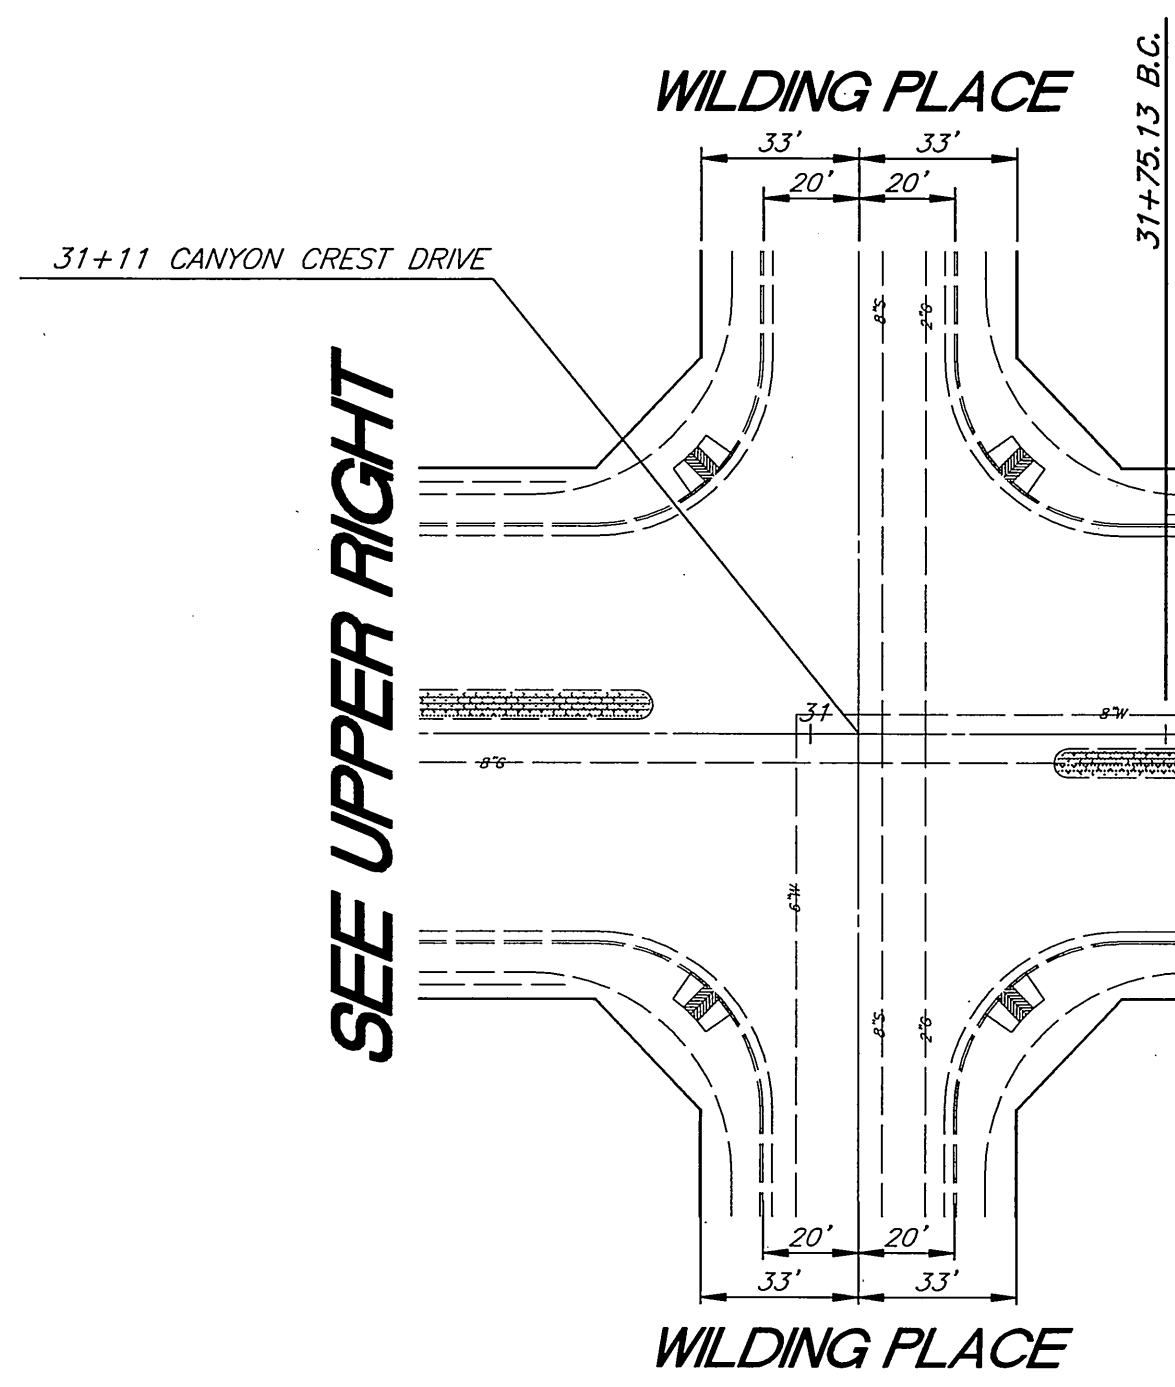 WILDING PLACE
33' 33'
20' 20'
31+75.13 B.C.
31+11 CANYON CREST DRIVE
8"S
2"G
SEE UPPER RIGHT
31
8"W
8"G
6"W
8"S
2"G
20' 20'
33' 33'
WILDING PLACE